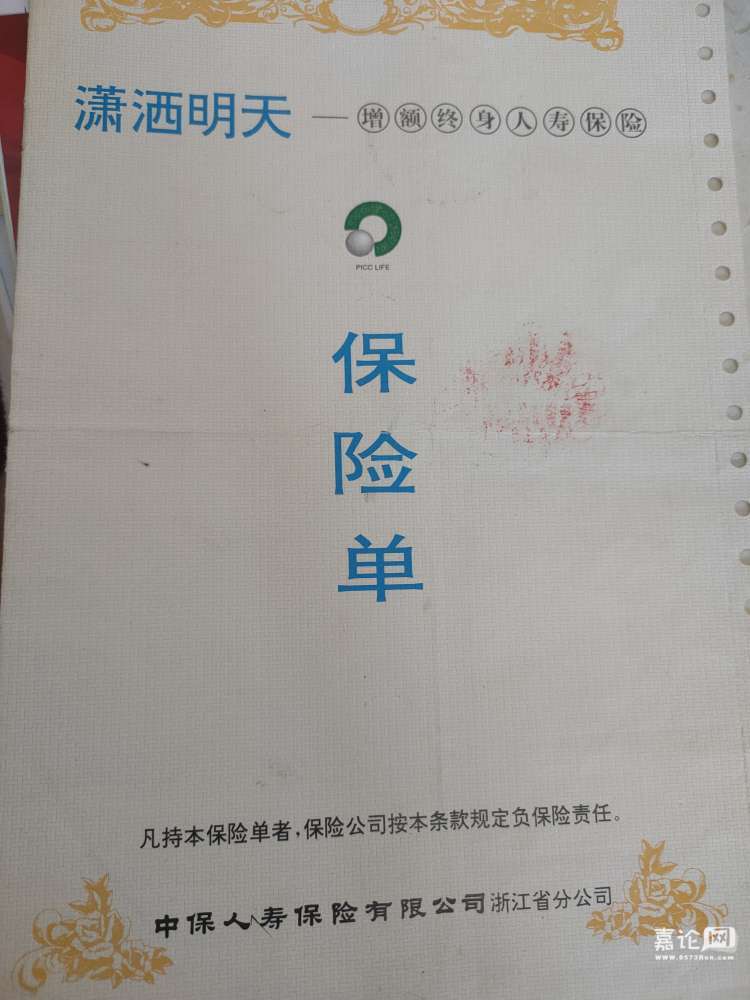 潇洒明天—增额终身人寿保险
PICC LIFE
保
险
单
凡持本保险单者，保险公司按本条款规定负保险责任。
中保人寿保险有限公司浙江省分公司
嘉论网
www.0573Ren.com